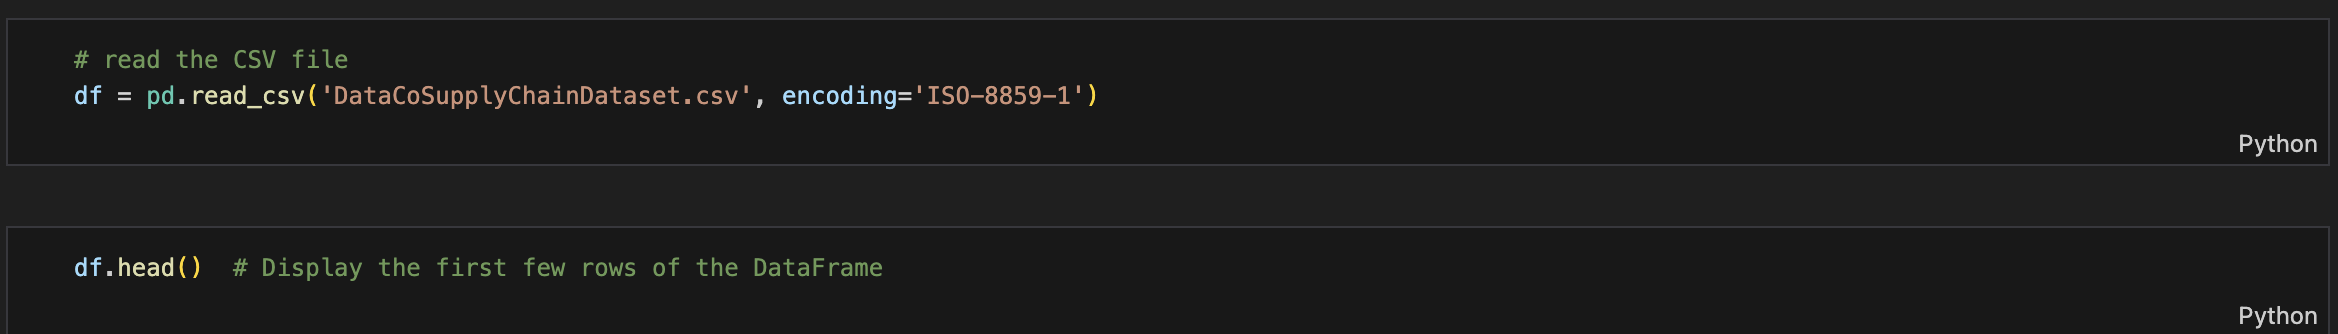 # read the CSV file
df = pd.read_csv('DataCoSupplyChainDataset.csv', encoding='ISO-8859-1')
Python
df.head()  # Display the first few rows of the DataFrame
Python